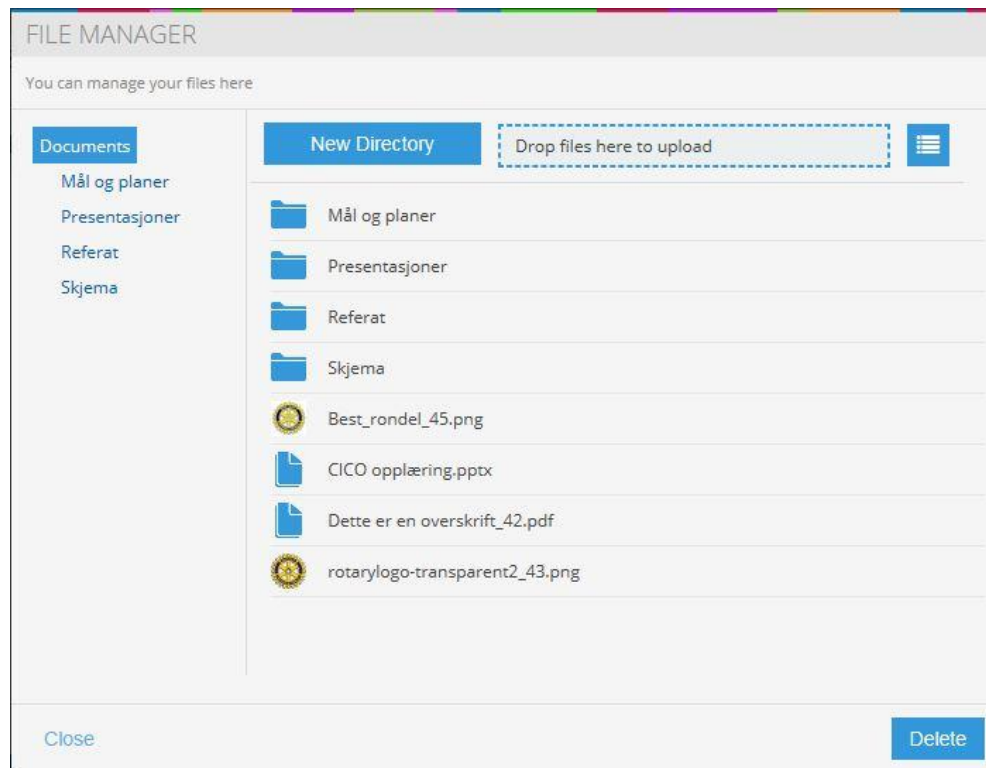 FILE MANAGER
You can manage your files here
Documents
Mål og planer
Presentasjoner
Referat
Skjema
New Directory
Drop files here to upload
Mål og planer
Presentasjoner
Referat
Skjema
Best_rondel_45.png
CICO opplæring.pptx
Dette er en overskrift_42.pdf
rotarylogo-transparent2_43.png
Close
Delete